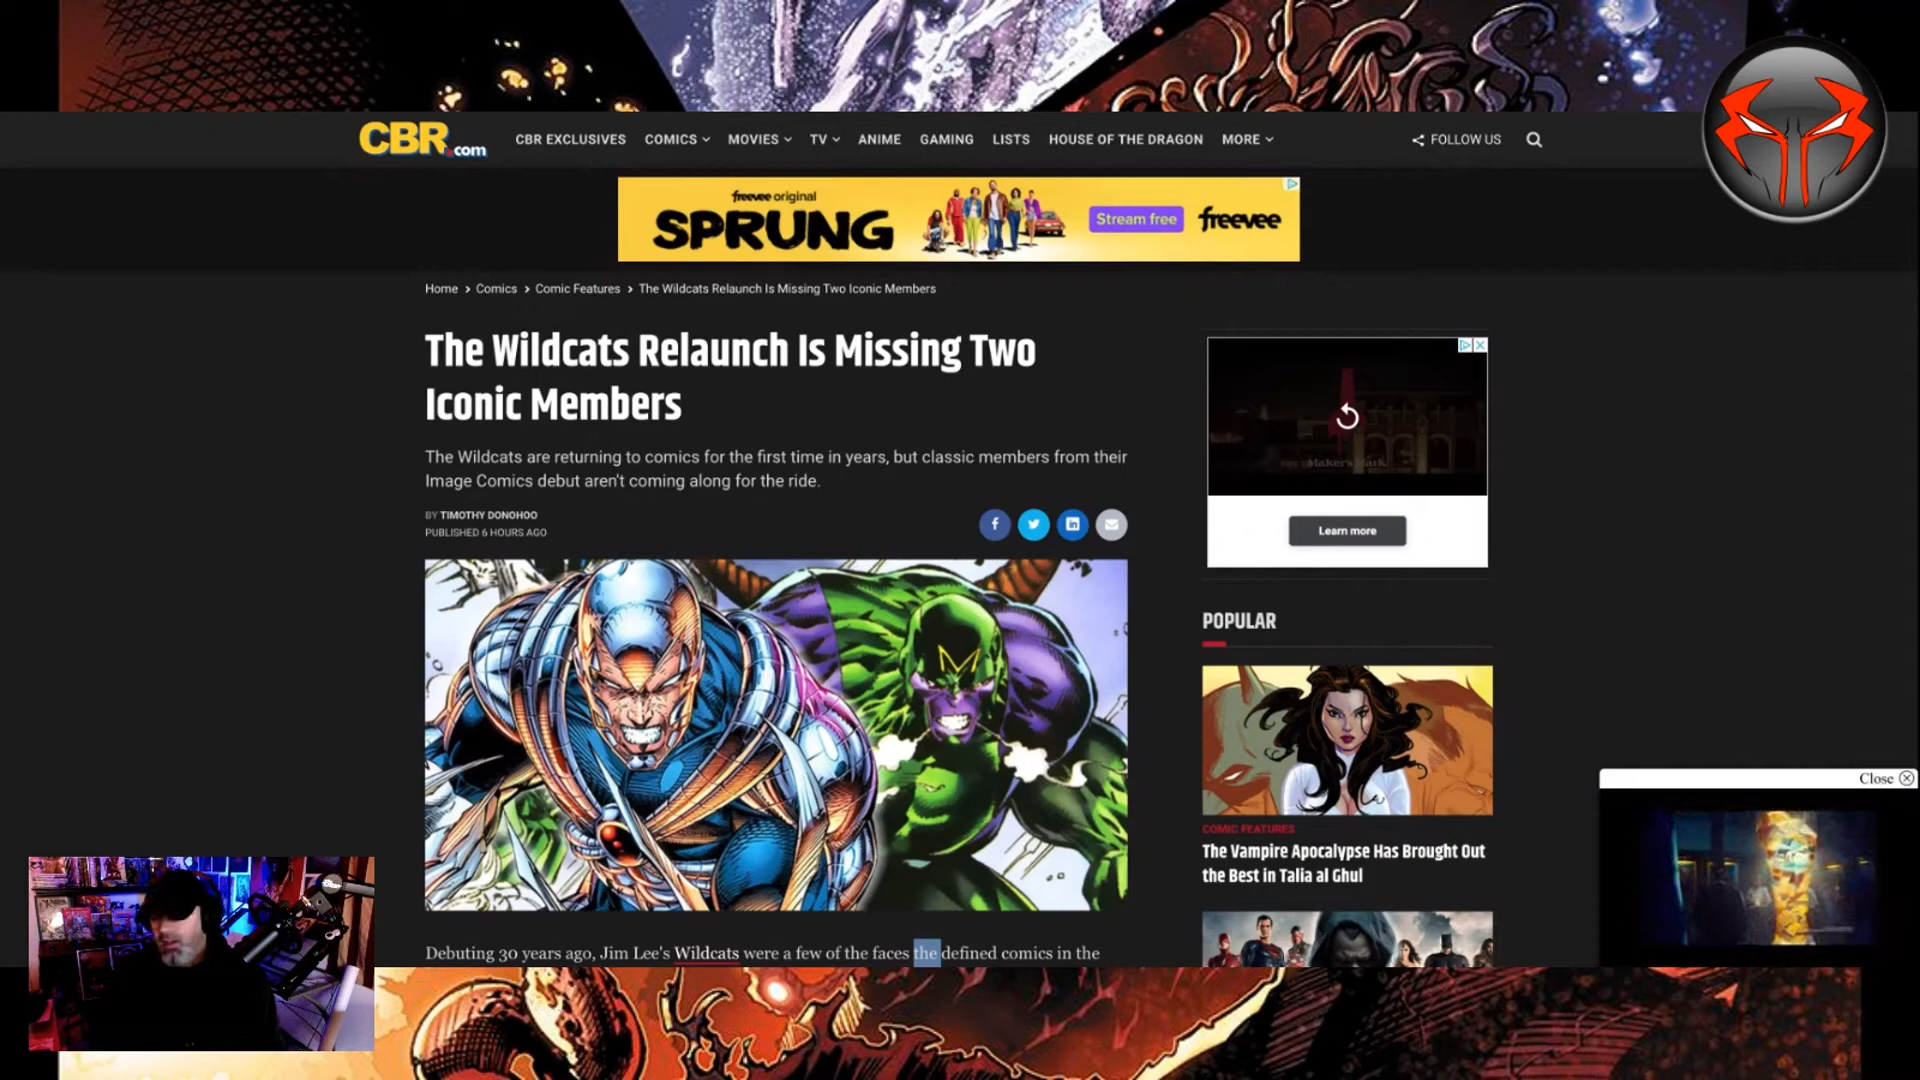 CBR.com
CBR EXCLUSIVES COMICS MOVIES TV ANIME GAMING LISTS HOUSE OF THE DRAGON MORE FOLLOW US
freevee original
SPRUNG
Stream free
freevee
Home > Comics > Comic Features > The Wildcats Relaunch Is Missing Two Iconic Members
The Wildcats Relaunch Is Missing Two
Iconic Members
The Wildcats are returning to comics for the first time in years, but classic members from their
Image Comics debut aren't coming along for the ride.
BY TIMOTHY DONOHOO
PUBLISHED 6 HOURS AGO
M
Debuting 30 years ago, Jim Lee's Wildcats were a few of the faces the defined comics in the
Maker's Mark
Learn more
POPULAR
COMIC FEATURES
The Vampire Apocalypse Has Brought Out
the Best in Talia al Ghul
Close